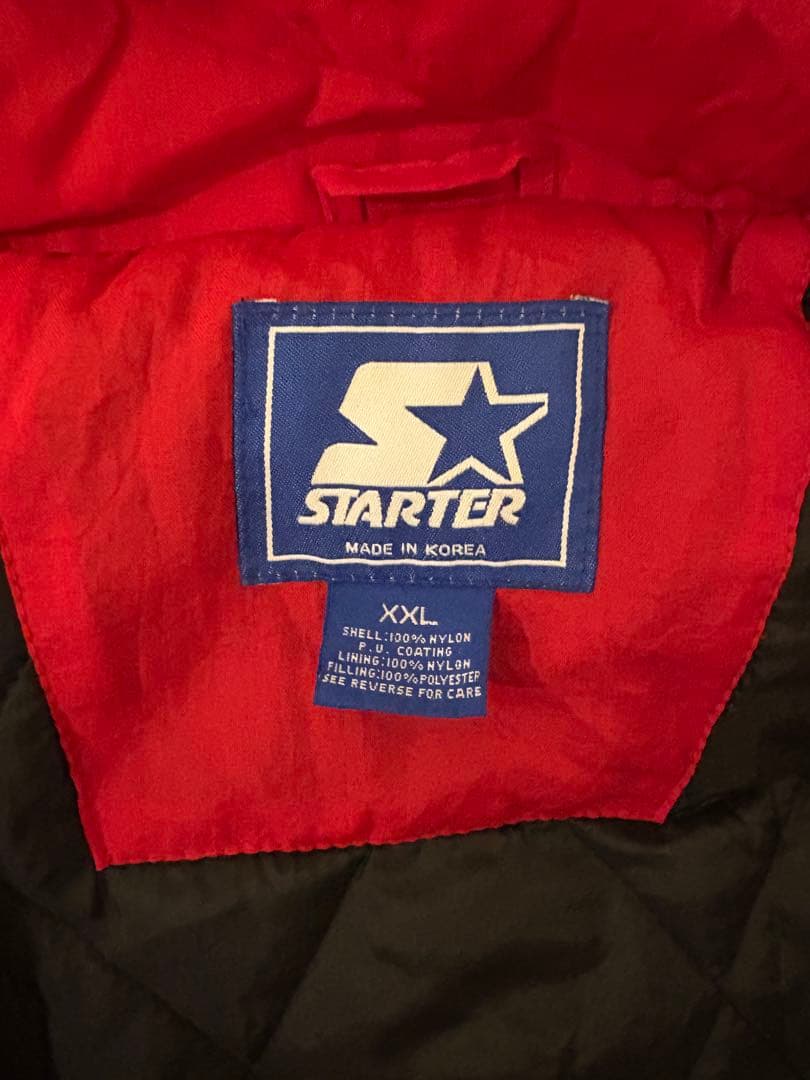 STARTER
MADE IN KOREA
XXL
SHELL:100% NYLON
P.U. COATING
LINING:100% NYLON
FILLING:100% POLYESTER
SEE REVERSE FOR CARE